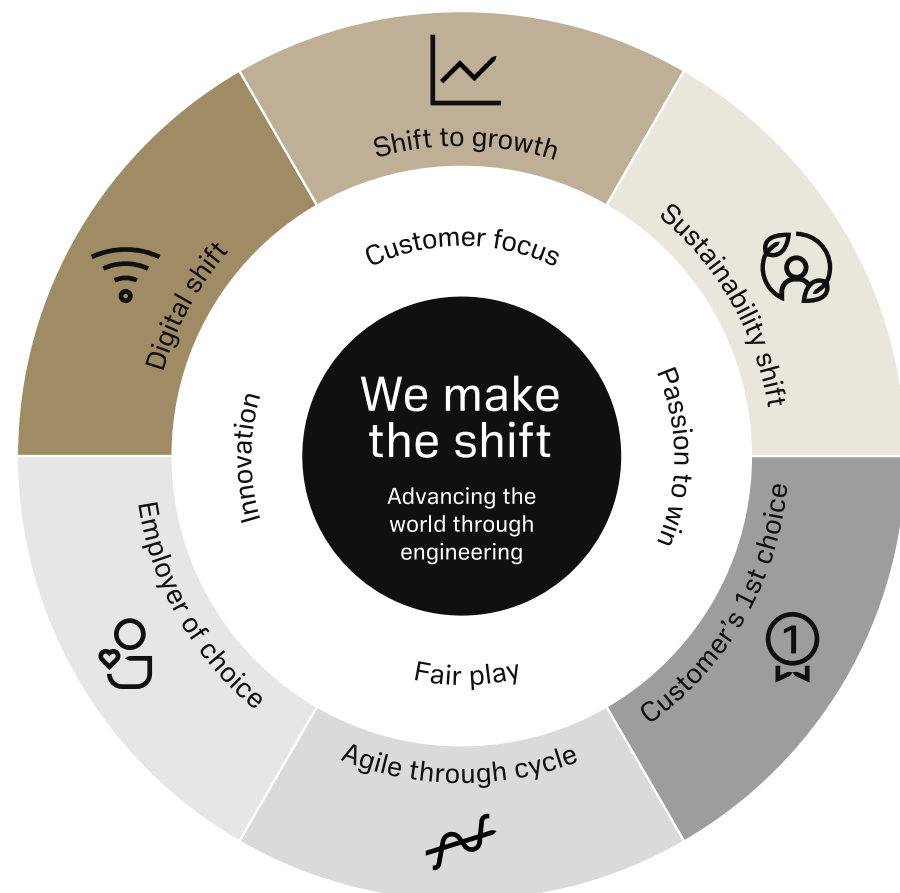 Shift to growth
Sustainability shift
Customer's 1st choice
Agile through cycle
Employer of choice
Digital shift
Customer focus
Passion to win
Fair play
Innovation
We make
the shift
Advancing the
world through
engineering
1